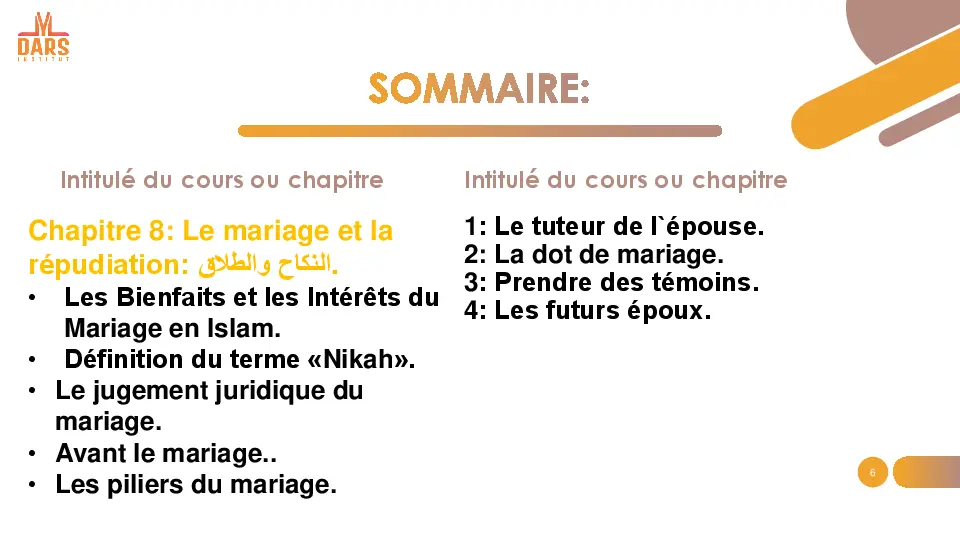 DARS
INSTITUT
SOMMAIRE:
Intitulé du cours ou chapitre
Chapitre 8: Le mariage et la
répudiation: النكاح والطلاق.
• Les Bienfaits et les Intérêts du
Mariage en Islam.
• Définition du terme «Nikah».
• Le jugement juridique du
mariage.
• Avant le mariage..
• Les piliers du mariage.
Intitulé du cours ou chapitre
1: Le tuteur de l`épouse.
2: La dot de mariage.
3: Prendre des témoins.
4: Les futurs époux.
6